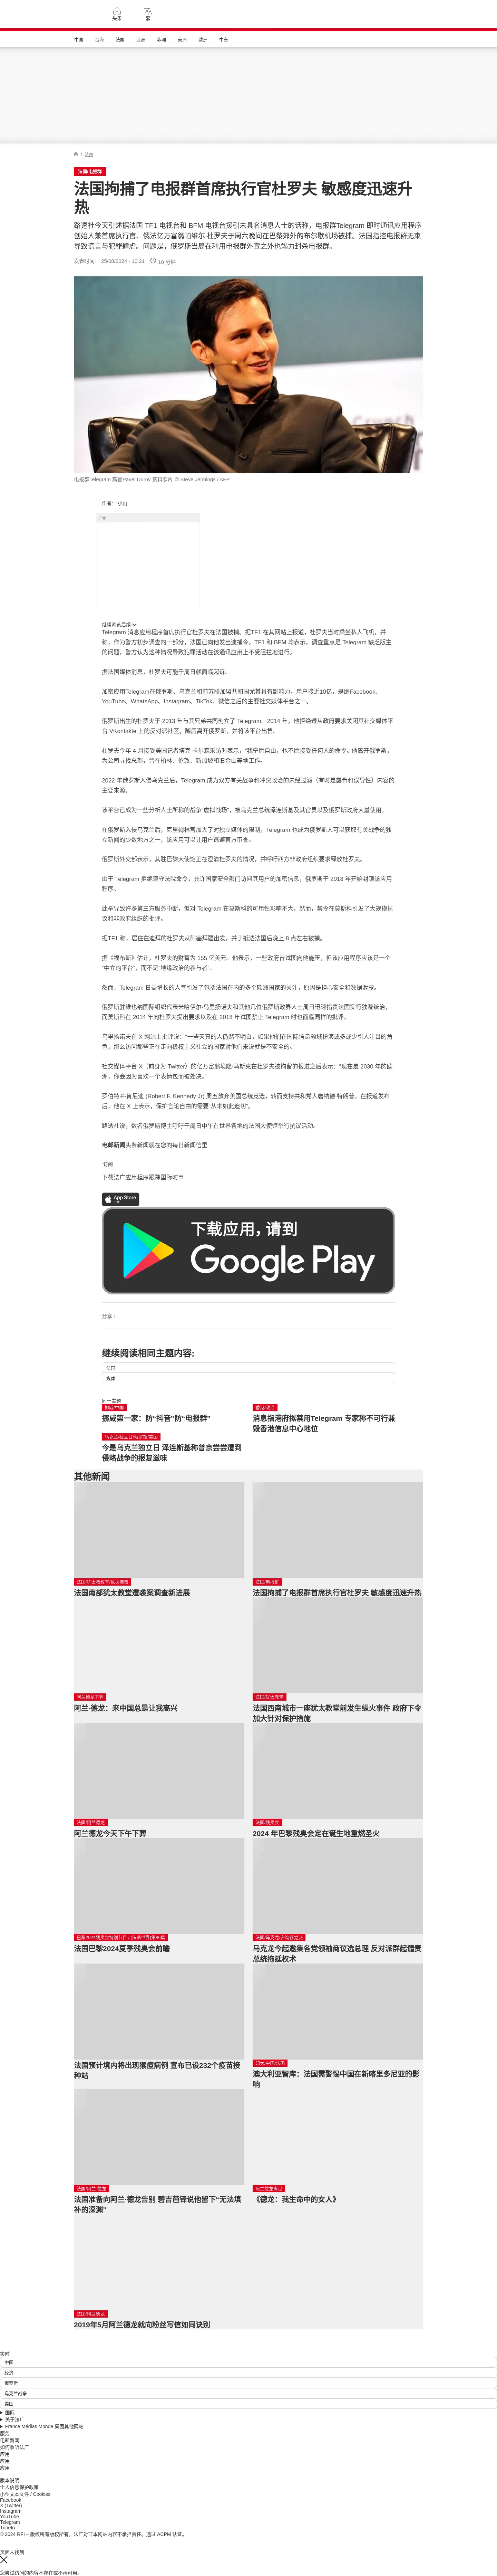 头条
繁
中国 台海 法国 亚洲 非洲 美洲 欧洲 中东
/ 法国
法国/电报群
法国拘捕了电报群首席执行官杜罗夫 敏感度迅速升
热
路透社今天引述据法国 TF1 电视台和 BFM 电视台援引未具名消息人士的话称，电报群Telegram 即时通讯应用程序
创始人兼首席执行官、俄法亿万富翁帕维尔·杜罗夫于周六晚间在巴黎郊外的布尔歇机场被捕。法国指控电报群无束
导致谎言与犯罪肆虐。问题是，俄罗斯当局在利用电报群外宣之外也竭力封杀电报群。
发表时间： 25/08/2024 - 10:21 10 分钟
电报群Telegram 高管Pavel Durov 资料照片 © Steve Jennings / AFP
作者： 小山
广告
继续浏览后续
Telegram 消息应用程序首席执行官杜罗夫在法国被捕。据TF1 在其网站上报道，杜罗夫当时乘坐私人飞机，并
称，作为警方初步调查的一部分，法国已向他发出逮捕令。TF1 和 BFM 均表示，调查重点是 Telegram 缺乏版主
的问题，警方认为这种情况导致犯罪活动在该通讯应用上不受阻拦地进行。
据法国媒体消息，杜罗夫可能于周日就面临起诉。
加密应用Telegram在俄罗斯、乌克兰和前苏联加盟共和国尤其具有影响力，用户接近10亿，是继Facebook、
YouTube、WhatsApp、Instagram、TikTok、微信之后的主要社交媒体平台之一。
俄罗斯出生的杜罗夫于 2013 年与其兄弟共同创立了 Telegram。2014 年，他拒绝遵从政府要求关闭其社交媒体平
台 VKontakte 上的反对派社区，随后离开俄罗斯，并将该平台出售。
杜罗夫今年 4 月接受美国记者塔克·卡尔森采访时表示，“我宁愿自由，也不愿接受任何人的命令。”他离开俄罗斯，
为公司寻找总部，曾在柏林、伦敦、新加坡和旧金山等地工作。
2022 年俄罗斯入侵乌克兰后，Telegram 成为双方有关战争和冲突政治的未经过滤（有时是露骨和误导性）内容的
主要来源。
该平台已成为一些分析人士所称的战争“虚拟战场”，被乌克兰总统泽连斯基及其官员以及俄罗斯政府大量使用。
在俄罗斯入侵乌克兰后，克里姆林宫加大了对独立媒体的限制，Telegram 也成为俄罗斯人可以获取有关战争的独
立新闻的少数地方之一，该应用可以让用户逃避官方审查。
俄罗斯外交部表示，其驻巴黎大使馆正在澄清杜罗夫的情况，并呼吁西方非政府组织要求释放杜罗夫。
由于 Telegram 拒绝遵守法院命令，允许国家安全部门访问其用户的加密信息，俄罗斯于 2018 年开始封锁该应用
程序。
此举导致许多第三方服务中断，但对 Telegram 在莫斯科的可用性影响不大。然而，禁令在莫斯科引发了大规模抗
议和非政府组织的批评。
据TF1 称，居住在迪拜的杜罗夫从阿塞拜疆出发，并于抵达法国后晚上 8 点左右被捕。
据《福布斯》估计，杜罗夫的财富为 155 亿美元。他表示，一些政府曾试图向他施压，但该应用程序应该是一个
“中立的平台”，而不是“地缘政治的参与者”。
然而，Telegram 日益增长的人气引发了包括法国在内的多个欧洲国家的关注，原因是担心安全和数据泄露。
俄罗斯驻维也纳国际组织代表米哈伊尔·乌里扬诺夫和其他几位俄罗斯政界人士周日迅速指责法国实行独裁统治，
而莫斯科在 2014 年向杜罗夫提出要求以及在 2018 年试图禁止 Telegram 时也面临同样的批评。
乌里扬诺夫在 X 网站上批评说：“一些天真的人仍然不明白，如果他们在国际信息领域扮演或多或少引人注目的角
色，那么访问那些正在走向极权主义社会的国家对他们来说就是不安全的。”
社交媒体平台 X（前身为 Twitter）的亿万富翁埃隆·马斯克在杜罗夫被拘留的报道之后表示：“现在是 2030 年的欧
洲，你会因为喜欢一个表情包而被处决。”
罗伯特·F·肯尼迪 (Robert F. Kennedy Jr) 周五放弃美国总统竞选，转而支持共和党人唐纳德·特朗普，在报道发布
后，他在 X 上表示，保护言论自由的需要“从未如此迫切”。
路透社说，数名俄罗斯博主呼吁于周日中午在世界各地的法国大使馆举行抗议活动。
电邮新闻头条新闻就在您的每日新闻信里
订阅
下载法广应用程序跟踪国际时事
App Store
下载
下载应用，请到
Google Play
分享 :
继续阅读相同主题内容:
法国
媒体
同一主题
挪威/中国
挪威第一家：防“抖音”防“电报群”
香港/政治
消息指港府拟禁用Telegram 专家称不可行兼
毁香港信息中心地位
乌克兰/独立日/俄罗斯/美国
今是乌克兰独立日 泽连斯基称普京尝尝遭到
侵略战争的报复滋味
其他新闻
法国/犹太教教堂/纵火袭击
法国南部犹太教堂遭袭案调查新进展
法国/电报群
法国拘捕了电报群首席执行官杜罗夫 敏感度迅速升热
阿兰德龙下葬
阿兰·德龙：来中国总是让我高兴
法国/犹太教堂
法国西南城市一座犹太教堂前发生纵火事件 政府下令
加大针对保护措施
法国/阿兰德龙
阿兰德龙今天下午下葬
法国/残奥会
2024 年巴黎残奥会定在诞生地重燃圣火
法国巴黎2024夏季残奥会前瞻
法国/马克龙/咨询各党派
马克龙今起邀集各党领袖商议选总理 反对派群起谴责
总统拖延权术
法国预计境内将出现猴痘病例 宣布已设232个疫苗接
种站
印太/中国/法国
澳大利亚智库：法国需警惕中国在新喀里多尼亚的影
响
法国/阿兰·德龙
法国准备向阿兰·德龙告别 碧吉芭铎说他留下“无法填
补的深渊”
阿兰德龙离世
《德龙：我生命中的女人》
法国/阿兰德龙
2019年5月阿兰德龙就向粉丝写信如同诀别
实时
中国
经济
俄罗斯
乌克兰战争
美国
国际
关于法广
France Médias Monde 集团其他网站
服务
电邮新闻
如何收听法广
应用
应用
应用
版本说明
个人信息保护政策
小型文本文件 / Cookies
Facebook
X (Twitter)
Instagram
YouTube
Telegram
TuneIn
© 2024 RFI – 版权所有版权所有。法广对非本网站内容不承担责任。通过 ACPM 认证。
页面未找到
您尝试访问的内容不存在或不再可用。